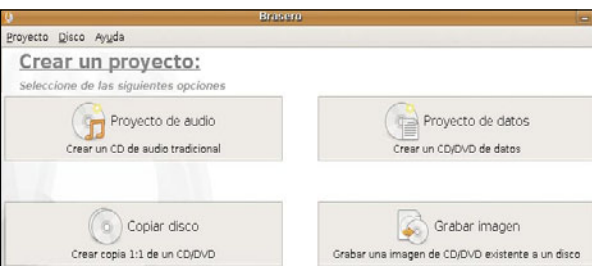 Brasero
Proyecto Disco Ayuda
Crear un proyecto:
Seleccione de las siguientes opciones
Proyecto de audio
Crear un CD de audio tradicional
Proyecto de datos
Crear un CD/DVD de datos
Copiar disco
Crear copia 1:1 de un CD/DVD
Grabar imagen
Grabar una imagen de CD/DVD existente a un disco